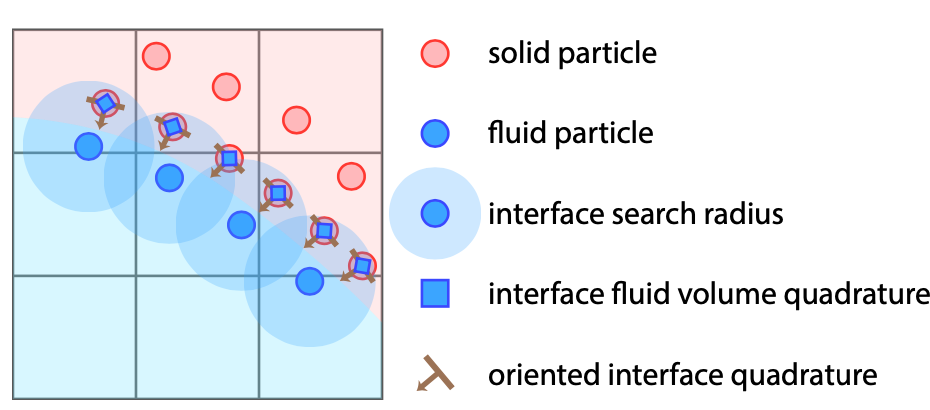 solid particle
fluid particle
interface search radius
interface fluid volume quadrature
oriented interface quadrature